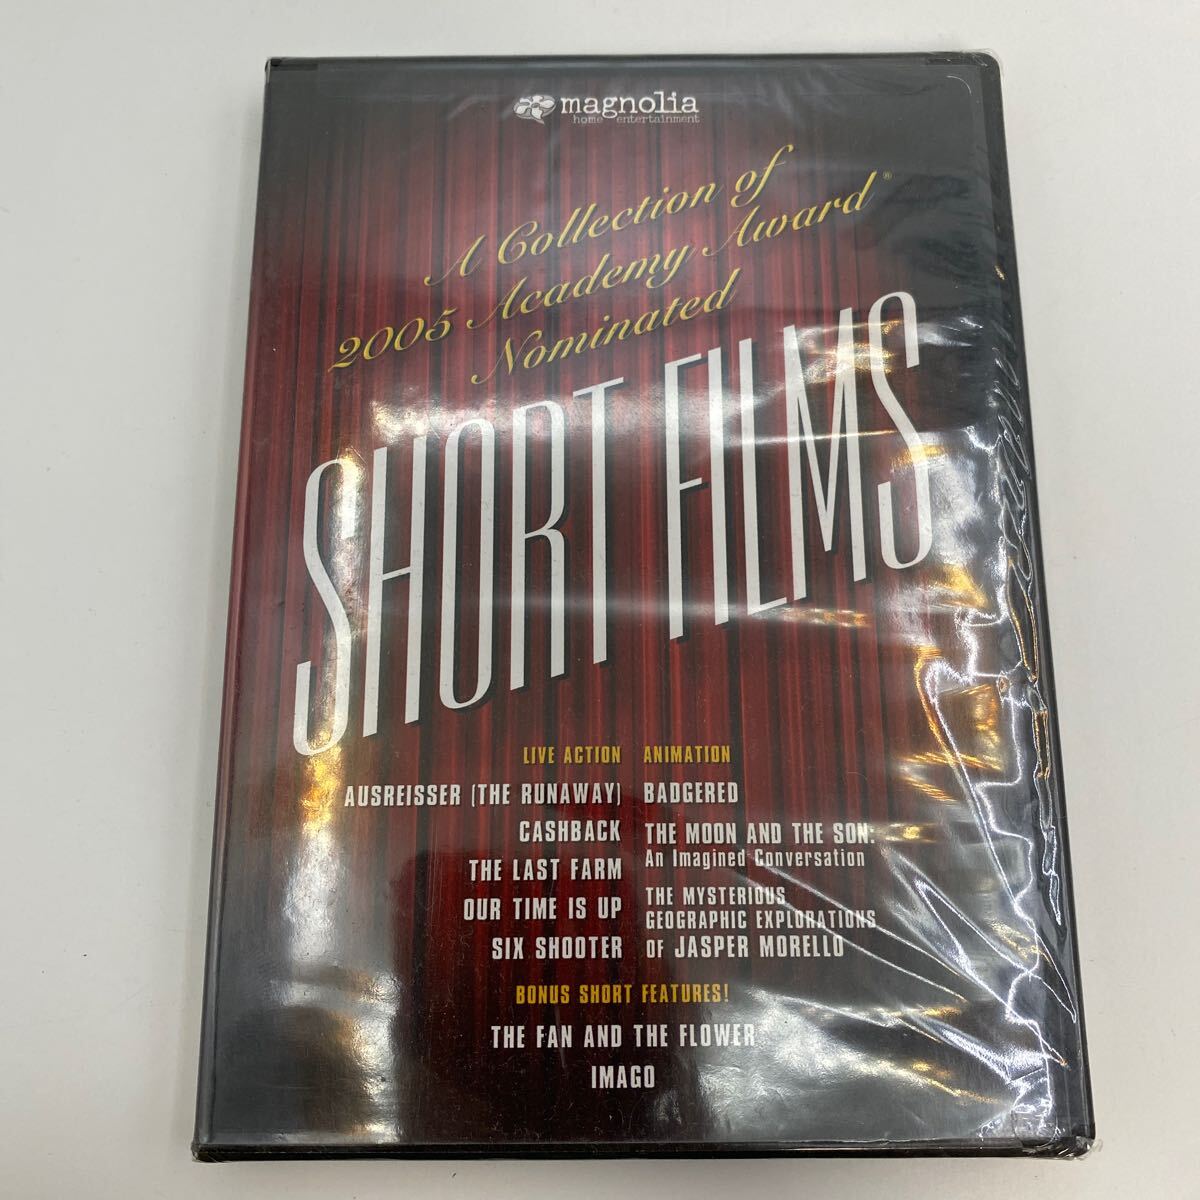 magnolia
home entertainment
A Collection of
2005 Academy Award®
Nominated
SHORT FILMS
LIVE ACTION
AUSREISSER (THE RUNAWAY)
CASHBACK
THE LAST FARM
OUR TIME IS UP
SIX SHOOTER
ANIMATION
BADGERED
THE MOON AND THE SON:
An Imagined Conversation
THE MYSTERIOUS
GEOGRAPHIC EXPLORATIONS
OF JASPER MORELLO
BONUS SHORT FEATURES!
THE FAN AND THE FLOWER
IMAGO